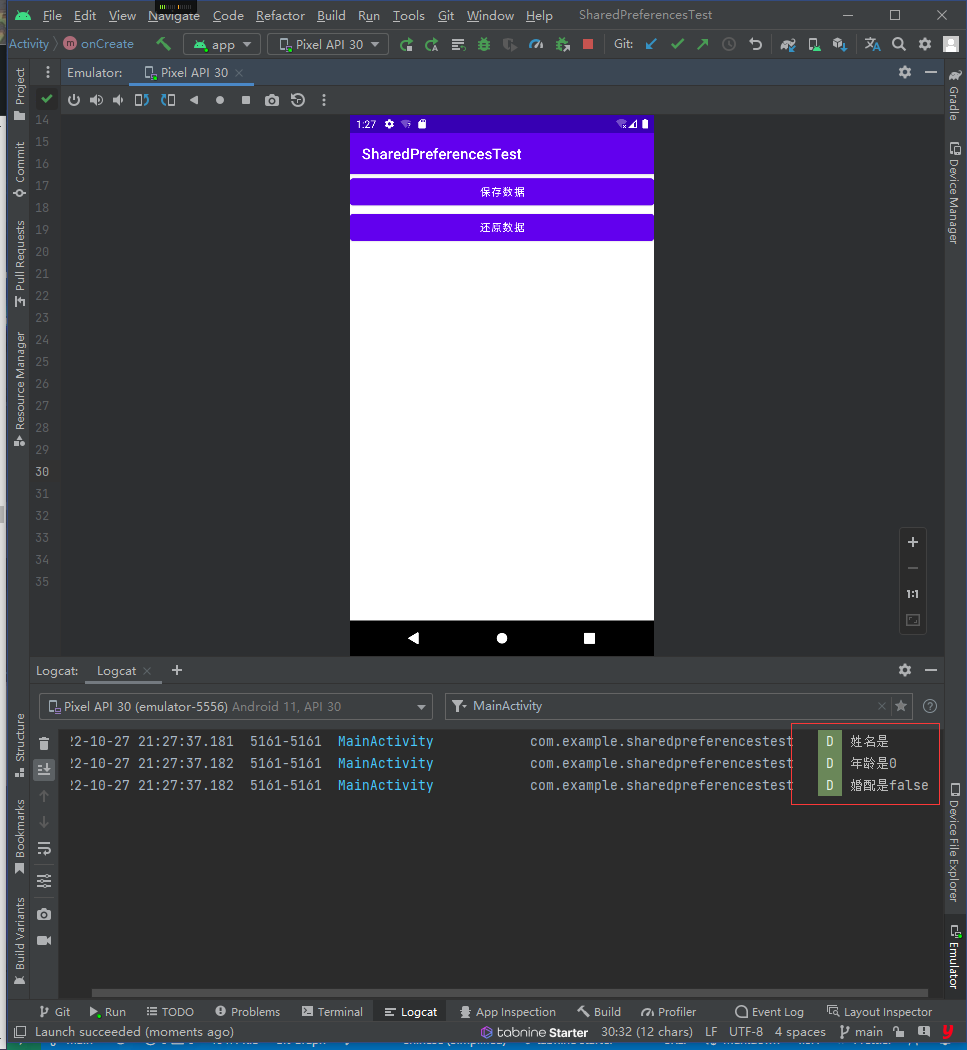 File Edit View Navigate Code Refactor Build Run Tools Git Window Help SharedPreferencesTest
Activity onCreate app Pixel API 30 Git:
Project
Commit
Pull Requests
Resource Manager
Structure
Bookmarks
Build Variants
Emulator: Pixel API 30
14
15
16
17
18
19
20
21
22
23
24
25
26
27
28
29
30
31
32
33
34
35
1:27
SharedPreferencesTest
保存数据
还原数据
1:1
Gradle
Device Manager
Device File Explorer
Emulator
Logcat: Logcat
Pixel API 30 (emulator-5556) Android 11, API 30 MainActivity
22-10-27 21:27:37.181 5161-5161 MainActivity com.example.sharedpreferencestest D 姓名是
22-10-27 21:27:37.182 5161-5161 MainActivity com.example.sharedpreferencestest D 年龄是0
22-10-27 21:27:37.182 5161-5161 MainActivity com.example.sharedpreferencestest D 婚配是false
Git Run TODO Problems Terminal Logcat App Inspection Build Profiler Event Log Layout Inspector
Launch succeeded (moments ago) tabnine Starter 30:32 (12 chars) LF UTF-8 4 spaces main